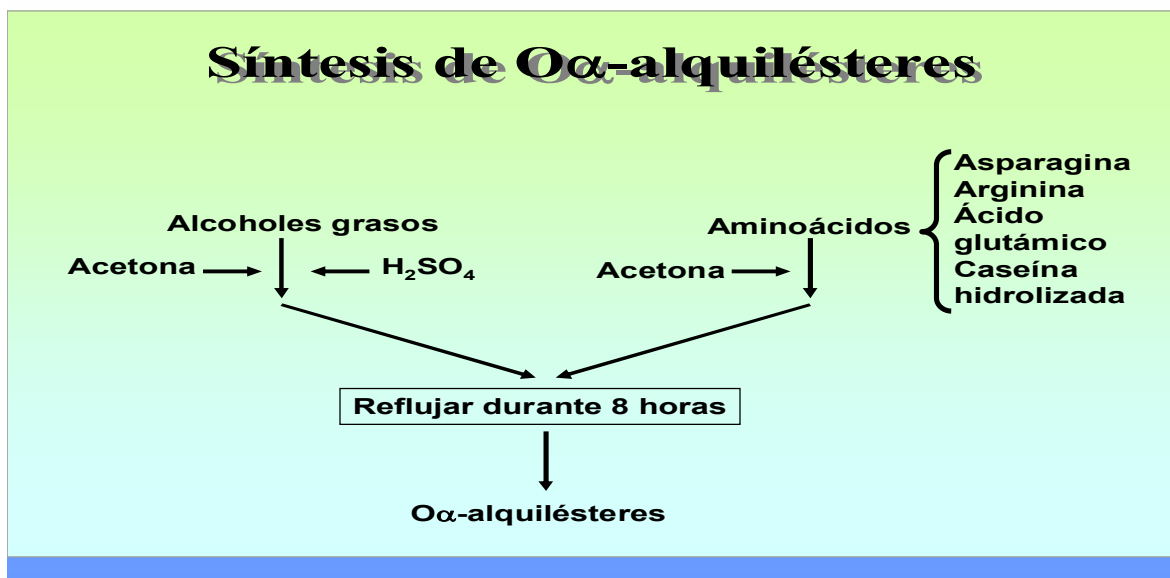 Síntesis de Oα-alquilésteres
Alcoholes grasos
Acetona
H₂SO₄
Aminoácidos
Acetona
Asparagina
Arginina
Ácido
glutámico
Caseína
hidrolizada
Reflujar durante 8 horas
Oα-alquilésteres